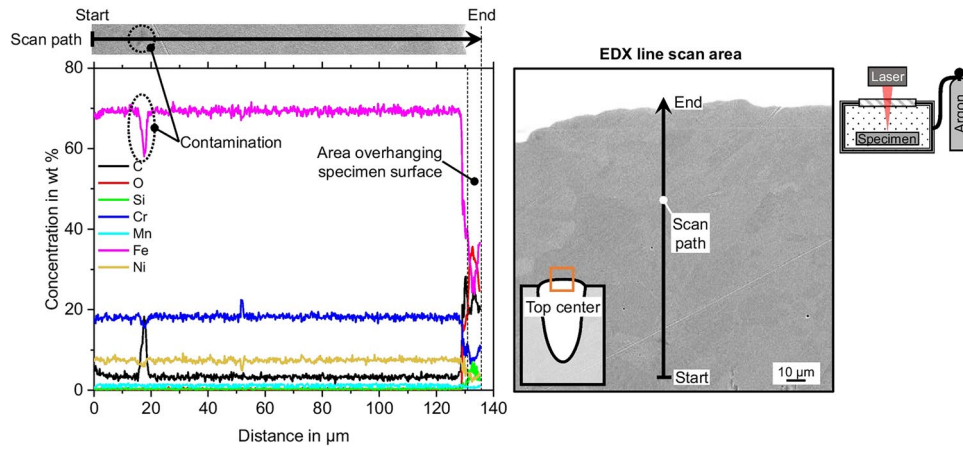 Start
End
Scan path
80
60
40
20
0
Concentration in wt %
Contamination
Area overhanging
specimen surface
C
O
Si
Cr
Mn
Fe
Ni
0 20 40 60 80 100 120 140
Distance in µm
EDX line scan area
End
Scan
path
Top center
Start
10 µm
Laser
Specimen
Argon